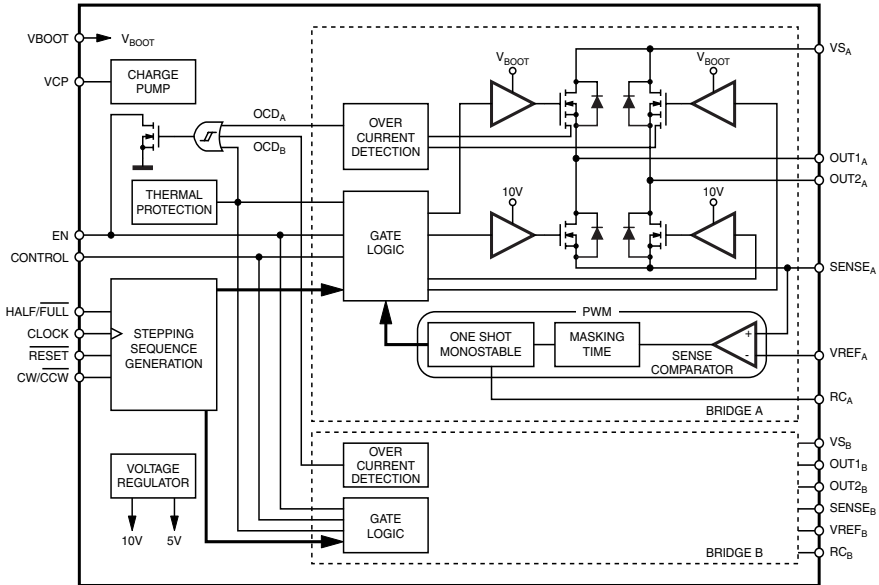 VBOOT
VBOOT
VCP
CHARGE
PUMP
OCDA
OCDB
THERMAL
PROTECTION
EN
CONTROL
HALF/FULL
CLOCK
RESET
CW/CCW
STEPPING
SEQUENCE
GENERATION
VOLTAGE
REGULATOR
10V
5V
OVER
CURRENT
DETECTION
GATE
LOGIC
VBOOT
VBOOT
10V
10V
PWM
ONE SHOT
MONOSTABLE
MASKING
TIME
+
-
SENSE
COMPARATOR
BRIDGE A
OVER
CURRENT
DETECTION
GATE
LOGIC
BRIDGE B
VSA
OUT1A
OUT2A
SENSEA
VREFA
RCA
VSB
OUT1B
OUT2B
SENSEB
VREFB
RCB